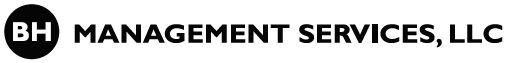 BH MANAGEMENT SERVICES, LLC